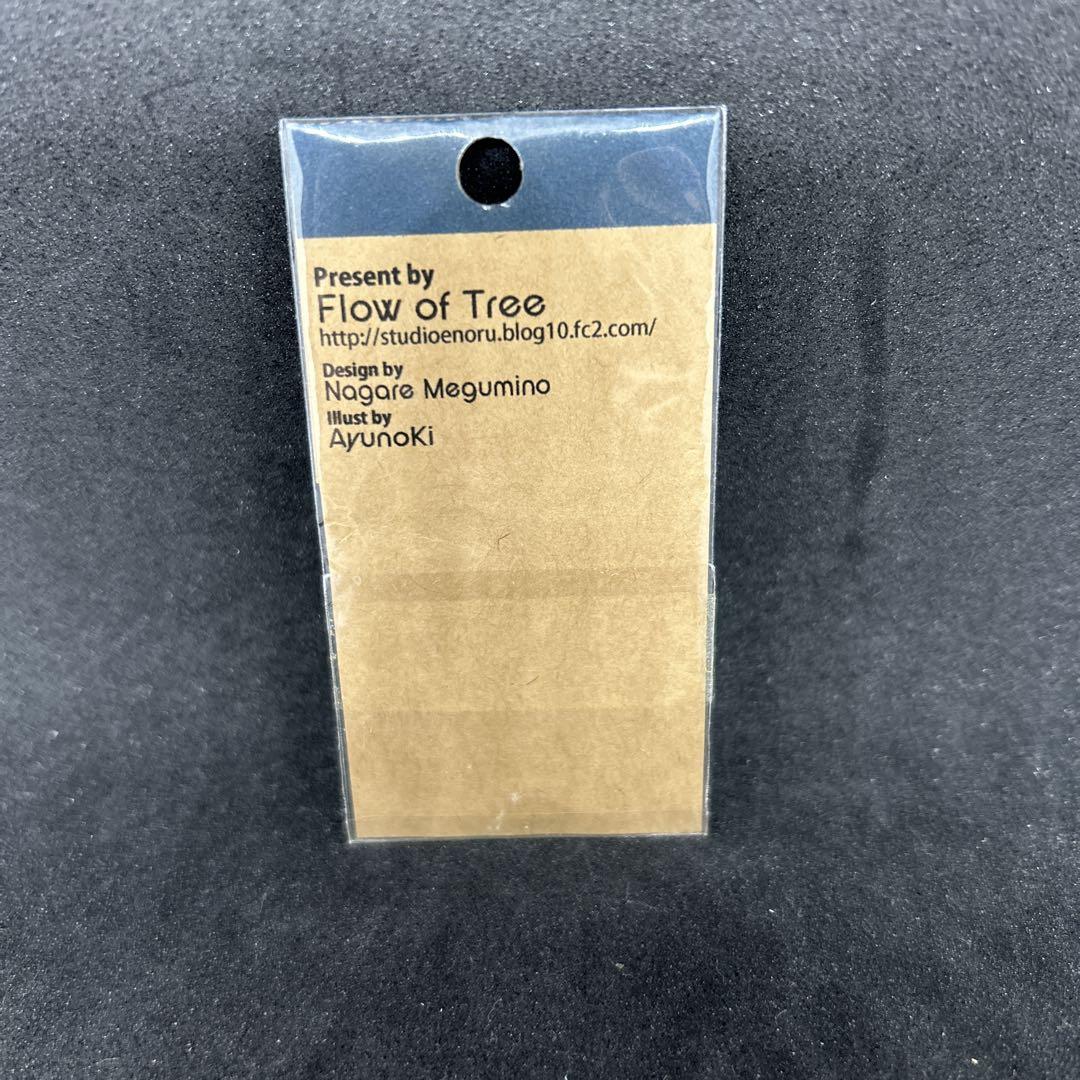 Present by
Flow of Tree
http://studioenoru.blog10.fc2.com/
Design by
Nagare Megumino
Illust by
AyunoKi